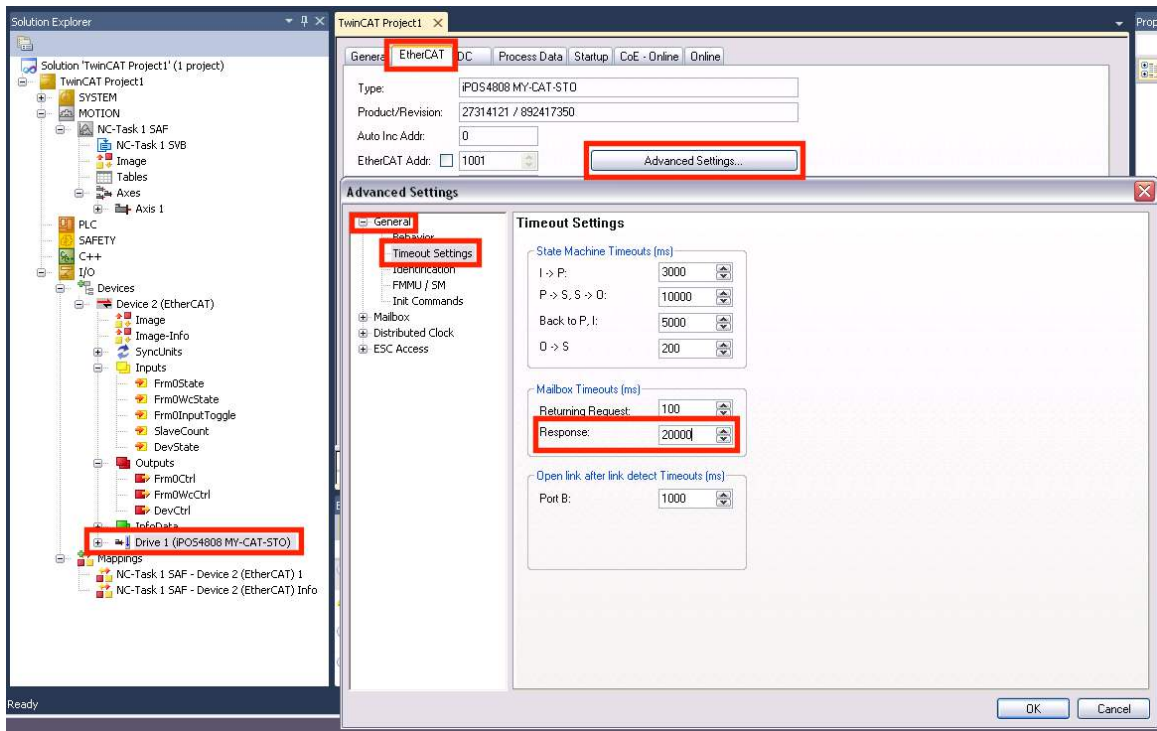 Solution Explorer
Solution 'TwinCAT Project1' (1 project)
TwinCAT Project1
SYSTEM
MOTION
NC-Task 1 SAF
NC-Task 1 SVB
Image
Tables
Axes
Axis 1
PLC
SAFETY
C++
I/O
Devices
Device 2 (EtherCAT)
Image
Image-Info
SyncUnits
Inputs
Frm0State
Frm0WcState
Frm0InputToggle
SlaveCount
DevState
Outputs
Frm0Ctrl
Frm0WcCtrl
DevCtrl
InfoData
Drive 1 (iPOS4808 MY-CAT-STO)
Mappings
NC-Task 1 SAF - Device 2 (EtherCAT) 1
NC-Task 1 SAF - Device 2 (EtherCAT) Info
Ready
TwinCAT Project1
Prop
General EtherCAT DC Process Data Startup CoE - Online Online
Type: iPOS4808 MY-CAT-STO
Product/Revision: 27314121 / 892417350
Auto Inc Addr: 0
EtherCAT Addr: 1001 Advanced Settings...
Advanced Settings
General
Behavior
Timeout Settings
Identification
FMMU / SM
Init Commands
Mailbox
Distributed Clock
ESC Access
Timeout Settings
State Machine Timeouts (ms)
I -> P: 3000
P -> S, S -> O: 10000
Back to P, I: 5000
O -> S 200
Mailbox Timeouts (ms)
Returning Request: 100
Response: 20000
Open link after link detect Timeouts (ms)
Port B: 1000
OK Cancel